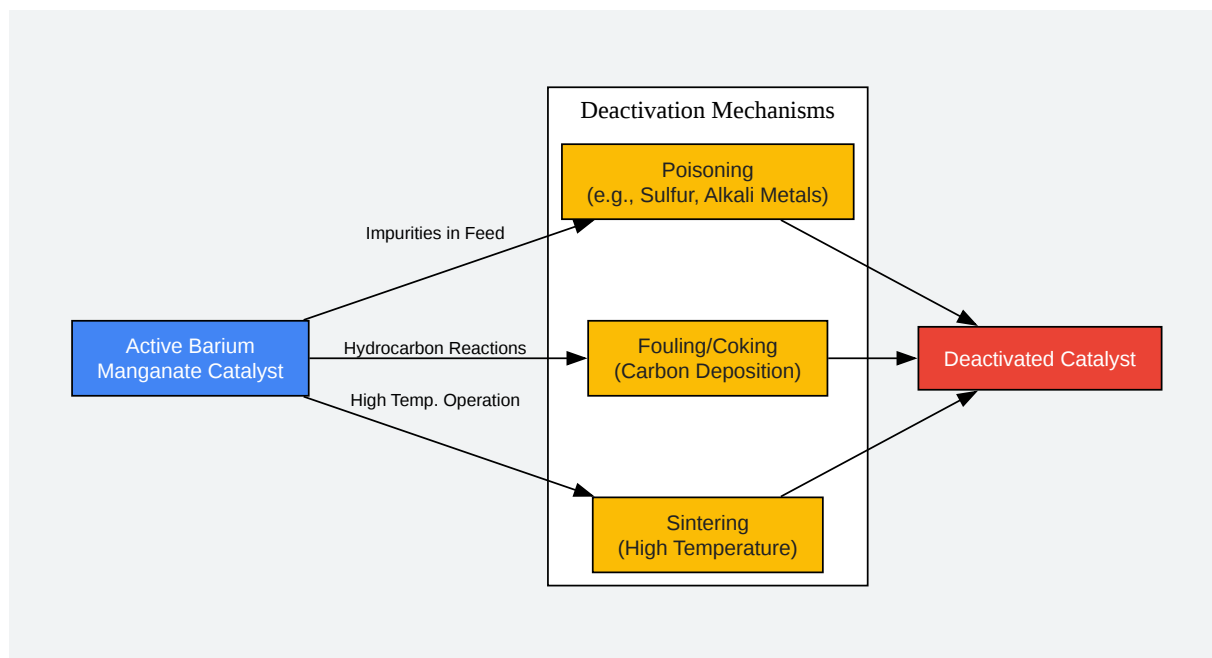 Deactivation Mechanisms
Poisoning
(e.g., Sulfur, Alkali Metals)
Impurities in Feed
Active Barium
Manganate Catalyst
Hydrocarbon Reactions
Fouling/Coking
(Carbon Deposition)
Deactivated Catalyst
High Temp. Operation
Sintering
(High Temperature)